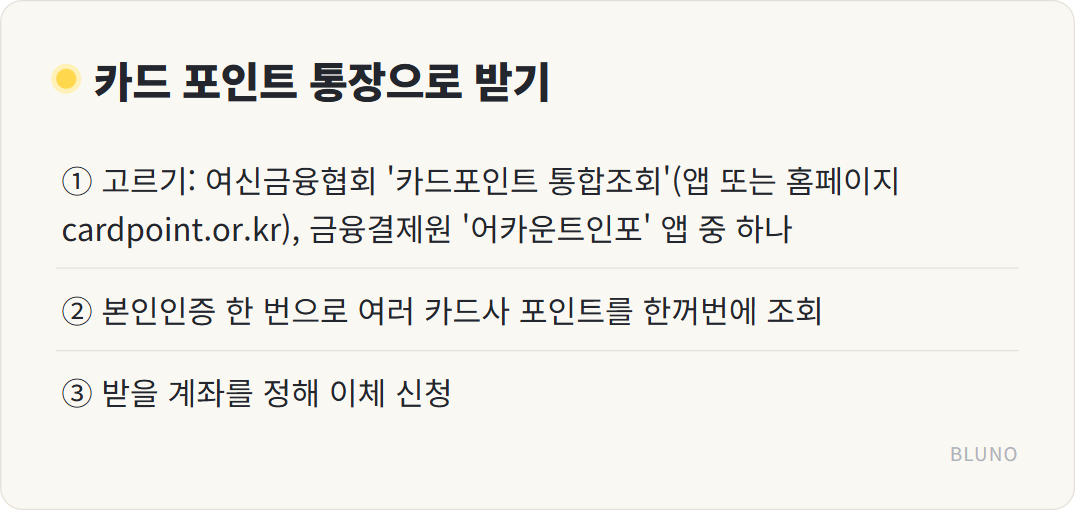 카드 포인트 통장으로 받기
① 고르기: 여신금융협회 '카드포인트 통합조회'(앱 또는 홈페이지
cardpoint.or.kr), 금융결제원 '어카운트인포' 앱 중 하나
② 본인인증 한 번으로 여러 카드사 포인트를 한꺼번에 조회
③ 받을 계좌를 정해 이체 신청
BLUNO